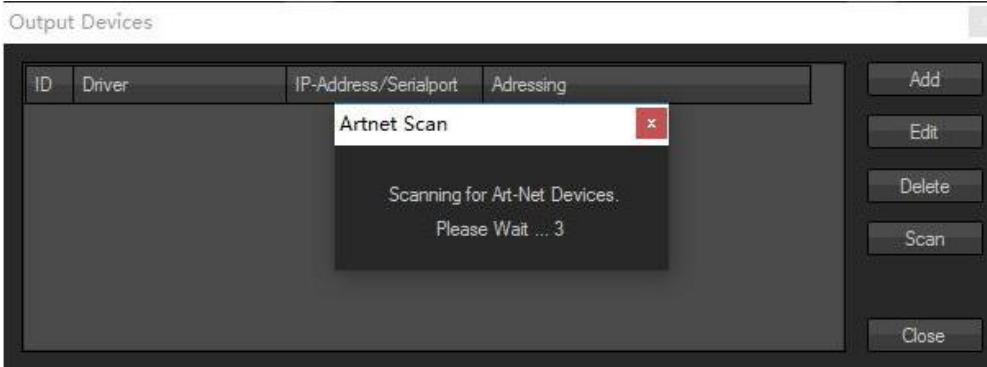 Output Devices
ID Driver IP-Address/Serialport Adressing
Add
Artnet Scan x
Edit
Scanning for Art-Net Devices.
Please Wait ... 3
Delete
Scan
Close